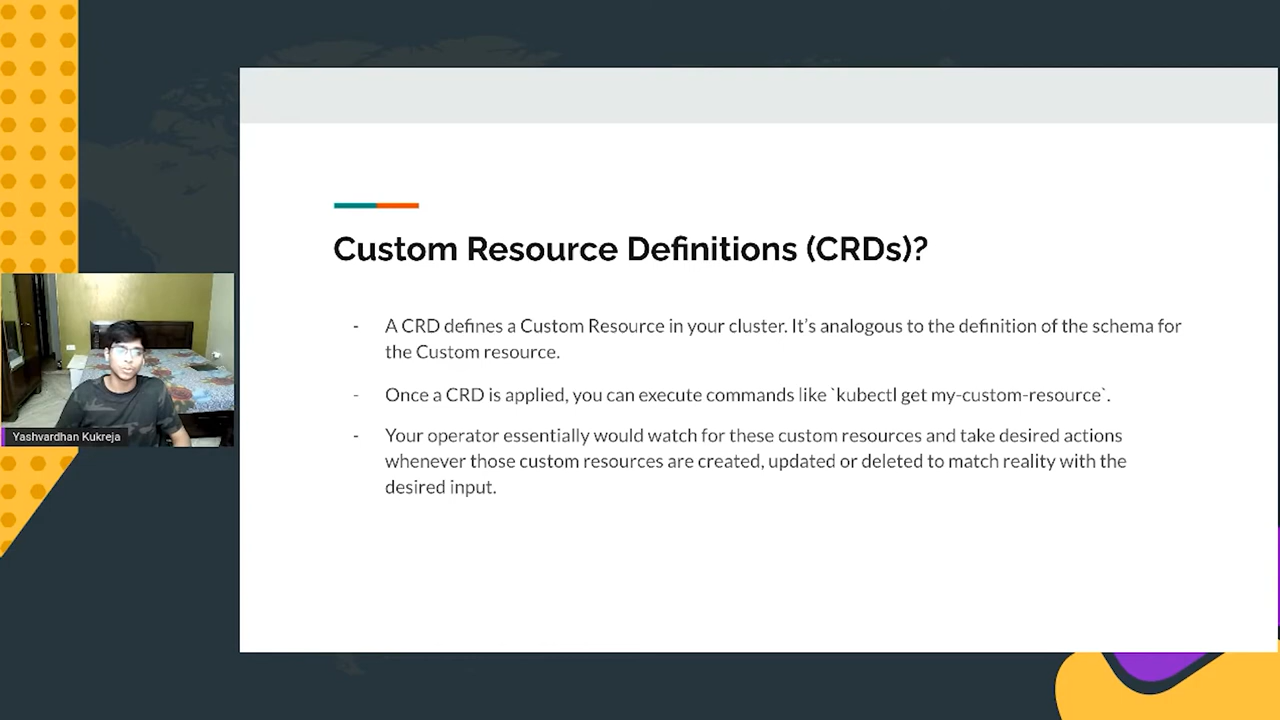 Custom Resource Definitions (CRDs)?
- A CRD defines a Custom Resource in your cluster. It’s analogous to the definition of the schema for
the Custom resource.
- Once a CRD is applied, you can execute commands like `kubectl get my-custom-resource`.
- Your operator essentially would watch for these custom resources and take desired actions
whenever those custom resources are created, updated or deleted to match reality with the
desired input.
Yashvardhan Kukreja